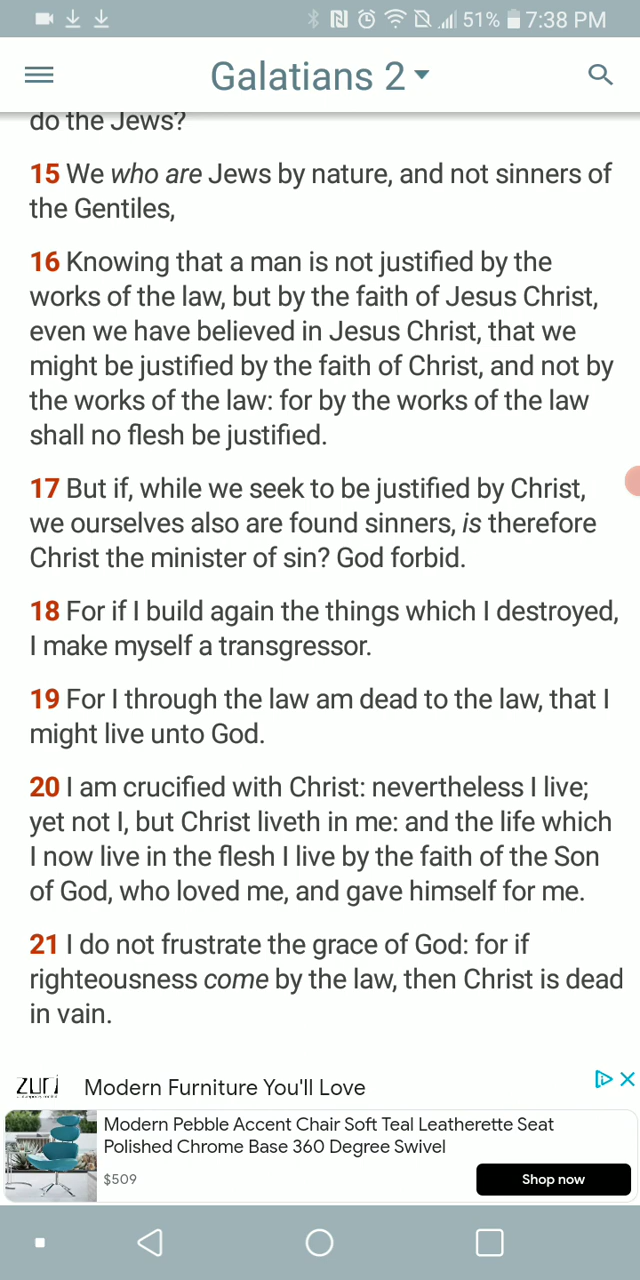 51% 7:38 PM
Galatians 2
do the Jews?
15 We who are Jews by nature, and not sinners of
the Gentiles,
16 Knowing that a man is not justified by the
works of the law, but by the faith of Jesus Christ,
even we have believed in Jesus Christ, that we
might be justified by the faith of Christ, and not by
the works of the law: for by the works of the law
shall no flesh be justified.
17 But if, while we seek to be justified by Christ,
we ourselves also are found sinners, is therefore
Christ the minister of sin? God forbid.
18 For if I build again the things which I destroyed,
I make myself a transgressor.
19 For I through the law am dead to the law, that I
might live unto God.
20 I am crucified with Christ: nevertheless I live;
yet not I, but Christ liveth in me: and the life which
I now live in the flesh I live by the faith of the Son
of God, who loved me, and gave himself for me.
21 I do not frustrate the grace of God: for if
righteousness come by the law, then Christ is dead
in vain.
zuri Modern Furniture You'll Love
Modern Pebble Accent Chair Soft Teal Leatherette Seat
Polished Chrome Base 360 Degree Swivel
$509
Shop now